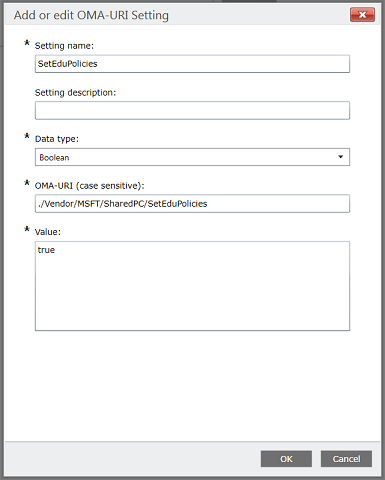 Add or edit OMA-URI Setting
* Setting name:
SetEduPolicies
Setting description:
* Data type:
Boolean
* OMA-URI (case sensitive):
./Vendor/MSFT/SharedPC/SetEduPolicies
* Value:
true
OK Cancel